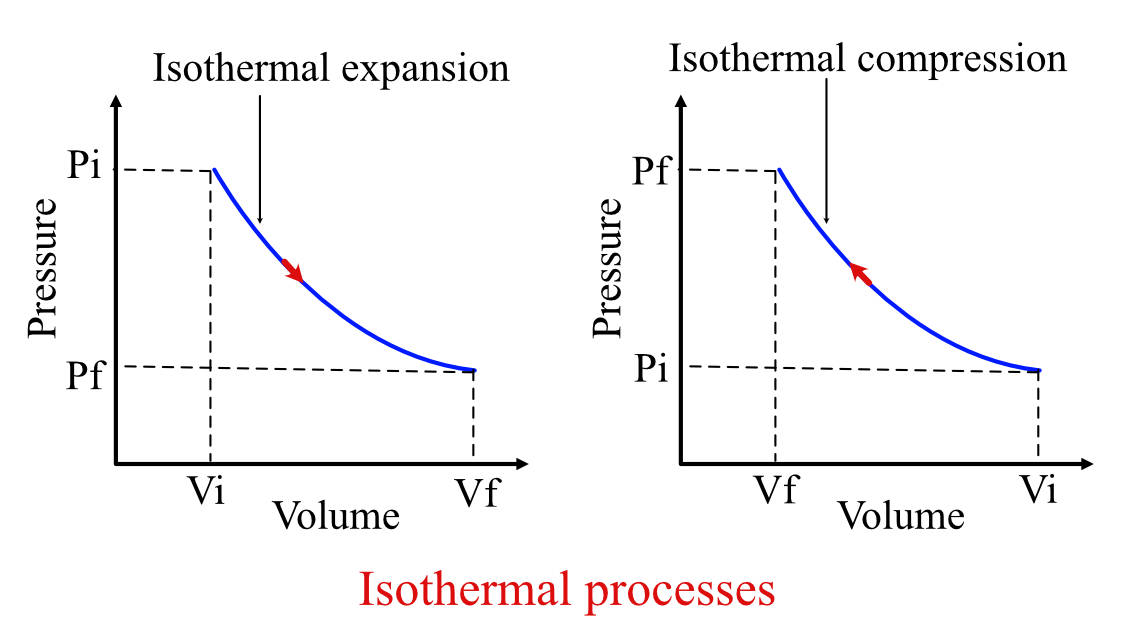 Isothermal expansion
Pi
Pressure
Pf
Vi
Vf
Volume
Isothermal compression
Pf
Pressure
Pi
Vf
Vi
Volume
Isothermal processes